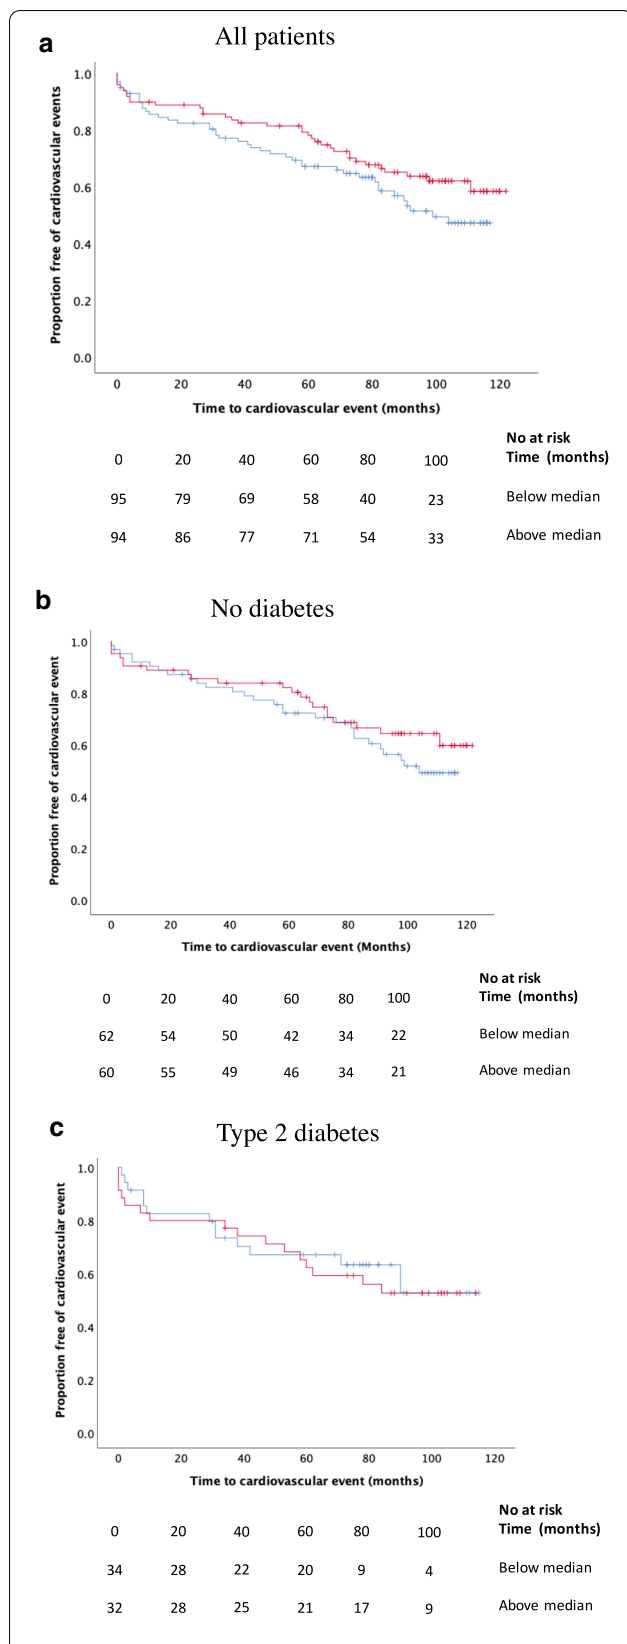 a
All patients
Proportion free of cardiovascular events
1.0
0.8
0.6
0.4
0.2
0.0
0 20 40 60 80 100 120
Time to cardiovascular event (months)
No at risk
0 20 40 60 80 100 Time (months)
95 79 69 58 40 23 Below median
94 86 77 71 54 33 Above median
b
No diabetes
Proportion free of cardiovascular event
1.0
0.8
0.6
0.4
0.2
0.0
0 20 40 60 80 100 120
Time to cardiovascular event (Months)
No at risk
0 20 40 60 80 100 Time (months)
62 54 50 42 34 22 Below median
60 55 49 46 34 21 Above median
c
Type 2 diabetes
Proportion free of cardiovascular event
1.0
0.8
0.6
0.4
0.2
0.0
0 20 40 60 80 100 120
Time to cardiovascular event (months)
No at risk
0 20 40 60 80 100 Time (months)
34 28 22 20 9 4 Below median
32 28 25 21 17 9 Above median